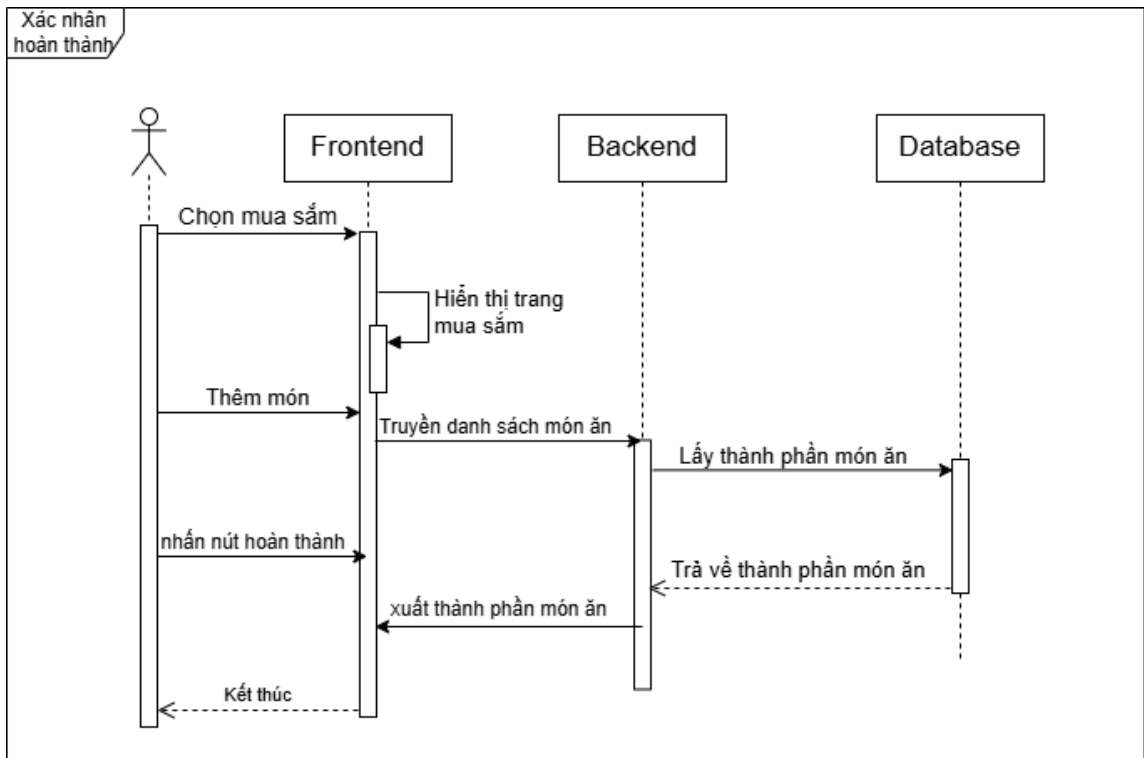 Xác nhân
hoàn thành
Frontend
Backend
Database
Chọn mua sắm
Hiển thị trang
mua sắm
Thêm món
Truyền danh sách món ăn
Lấy thành phần món ăn
nhấn nút hoàn thành
Trả về thành phần món ăn
xuất thành phần món ăn
Kết thúc